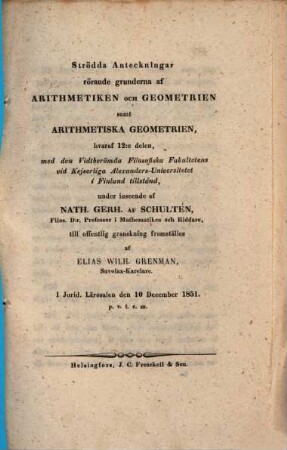 Strödda Anteckningar
rörande grunderna af
ARITHMETIKEN OCH GEOMETRIEN
samt
ARITHMETISKA GEOMETRIEN,
hvaraf 12:e delen,
med den Vidtberömda Filosofiska Fakultetens
vid Kejserliga Alexanders-Universitetet
i Finland tillstånd,
under inseende af
NATH. GERH. AF SCHULTÉN,
Filos. D:r, Professor i Mathematiken och Riddare,
till offentlig granskning framställes
af
ELIAS WILH. GRENMAN,
Savolax-Karelare.
I Jurid. Lärosalen den 10 December 1851.
p. v. t. e. m.
Helsingfors, J. C. Frenckell & Son.